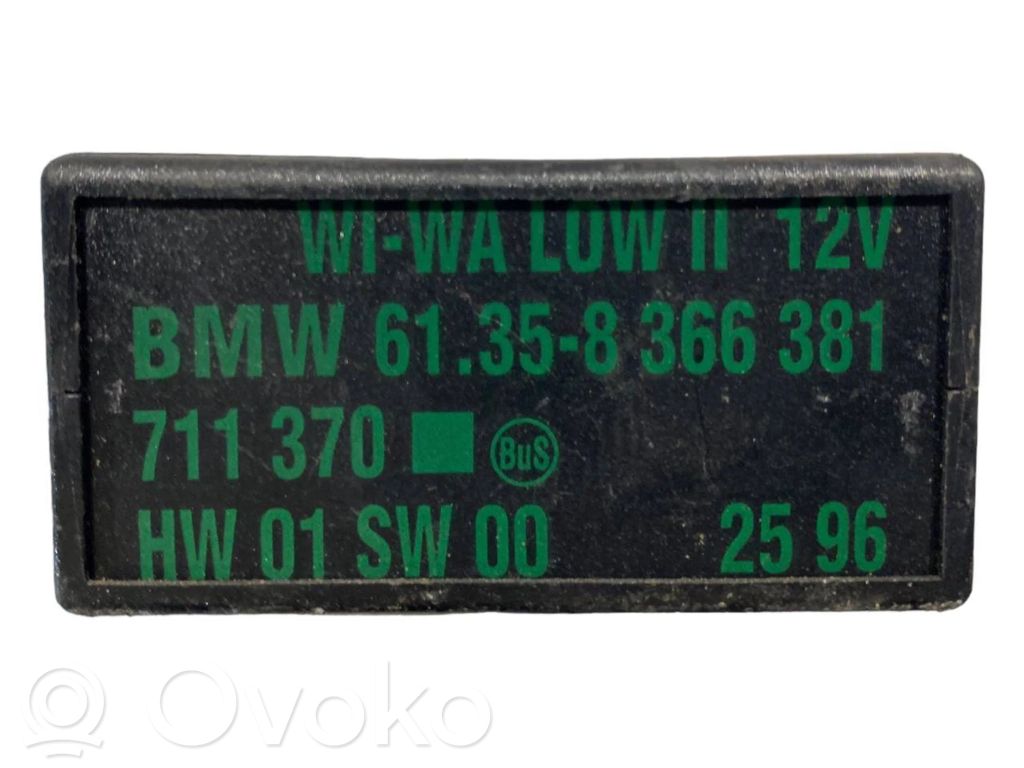 WI-WA LOW II 12V
BMW 61.35-8 366 381
711 370 BuS
HW 01 SW 00 25 96
Ovoko